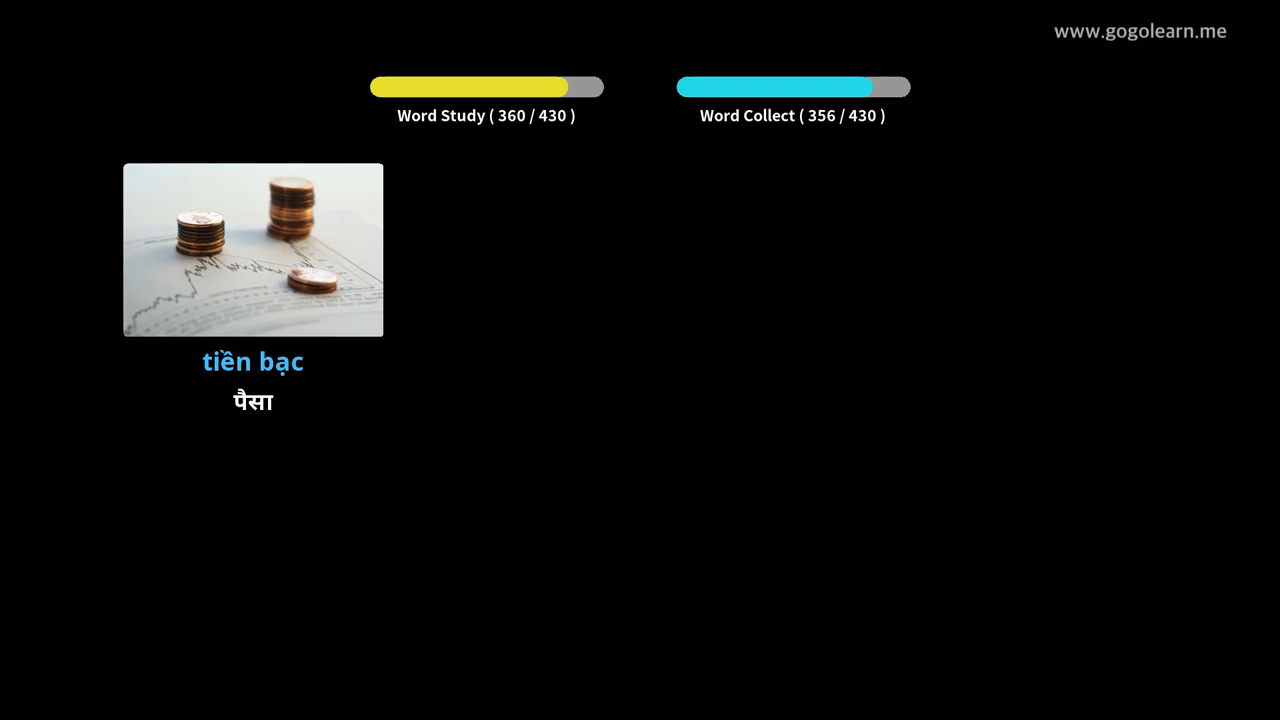 www.gogolearn.me
Word Study ( 360 / 430 )
Word Collect ( 356 / 430 )
tiền bạc
पैसा